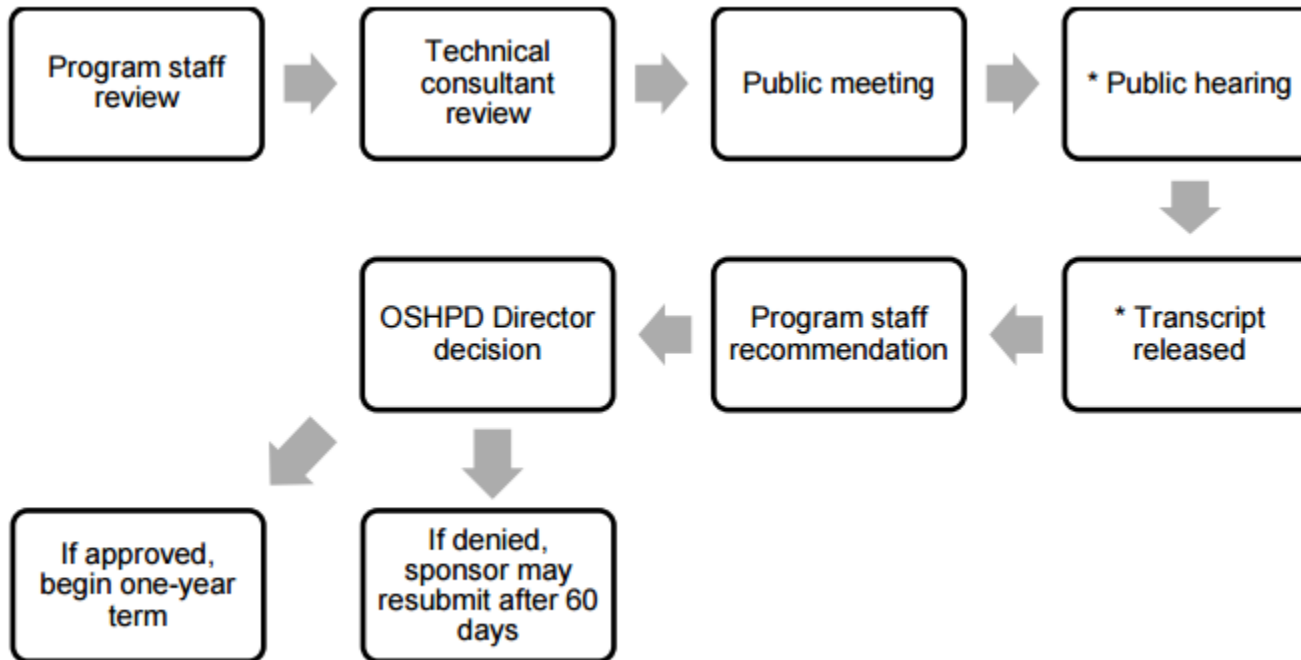 Program staff
review
Technical
consultant
review
Public meeting
* Public hearing
* Transcript
released
Program staff
recommendation
OSHPD Director
decision
If approved,
begin one-year
term
If denied,
sponsor may
resubmit after 60
days